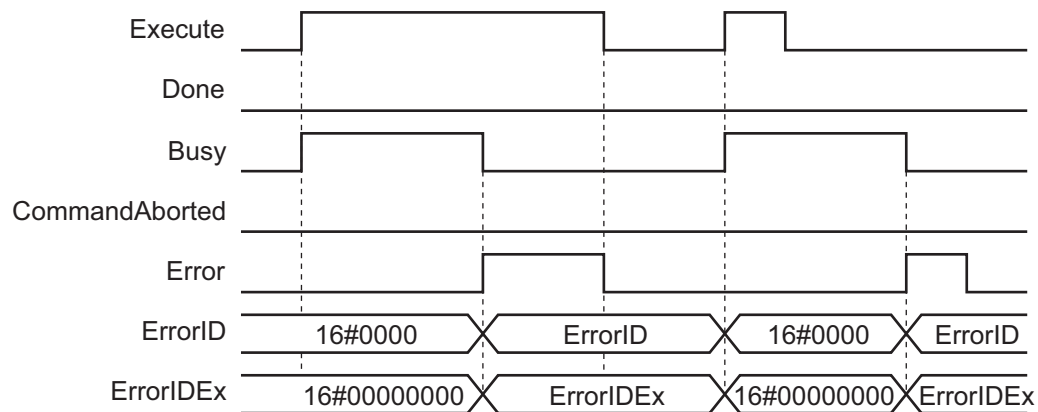 Execute
Done
Busy
CommandAborted
Error
ErrorID 16#0000 ErrorID 16#0000 ErrorID
ErrorIDEx 16#00000000 ErrorIDEx 16#00000000 ErrorIDEx